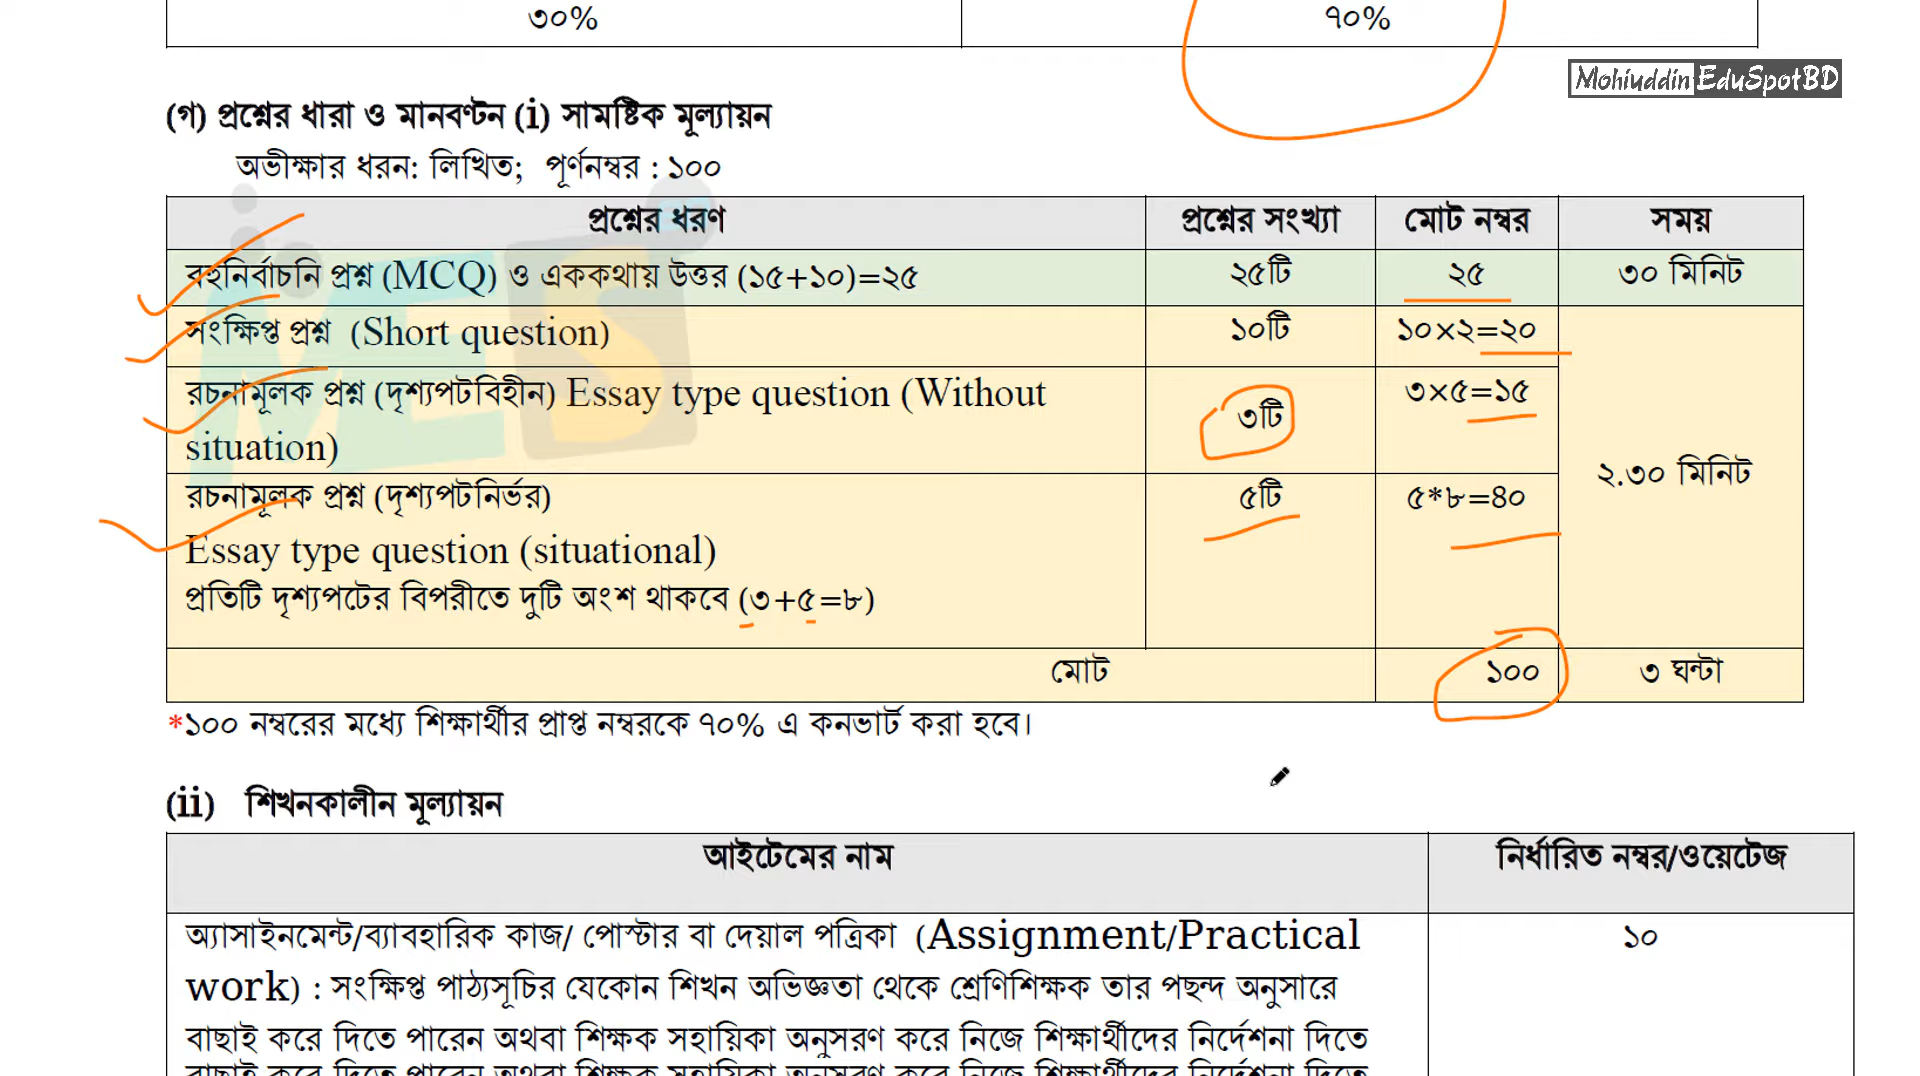 ৩০%
৭০%
Mohiuddin EduSpotBD
(গ) প্রশ্নের ধারা ও মানবণ্টন (i) সামষ্টিক মূল্যায়ন
অভীক্ষার ধরন: লিখিত; পূর্ণনম্বর : ১০০
প্রশ্নের ধরণ প্রশ্নের সংখ্যা মোট নম্বর সময়
বহুনির্বাচনি প্রশ্ন (MCQ) ও এককথায় উত্তর (১৫+১০)=২৫ ২৫টি ২৫ ৩০ মিনিট
সংক্ষিপ্ত প্রশ্ন (Short question) ১০টি ১০×২=২০
রচনামূলক প্রশ্ন (দৃশ্যপটবিহীন) Essay type question (Without
situation)
৩টি
৩×৫=১৫
২.৩০ মিনিট
রচনামূলক প্রশ্ন (দৃশ্যপটনির্ভর) ৫টি ৫*৮=৪০
Essay type question (situational)
প্রতিটি দৃশ্যপটের বিপরীতে দুটি অংশ থাকবে (৩+৫=৮)
মোট ১০০ ৩ ঘন্টা
*১০০ নম্বরের মধ্যে শিক্ষার্থীর প্রাপ্ত নম্বরকে ৭০% এ কনভার্ট করা হবে।
(ii) শিখনকালীন মূল্যায়ন
আইটেমের নাম নির্ধারিত নম্বর/ওয়েটেজ
অ্যাসাইনমেন্ট/ব্যাবহারিক কাজ/ পোস্টার বা দেয়াল পত্রিকা (Assignment/Practical ১০
work) : সংক্ষিপ্ত পাঠ্যসূচির যেকোন শিখন অভিজ্ঞতা থেকে শ্রেণিশিক্ষক তার পছন্দ অনুসারে
বাছাই করে দিতে পারেন অথবা শিক্ষক সহায়িকা অনুসরণ করে নিজে শিক্ষার্থীদের নির্দেশনা দিতে